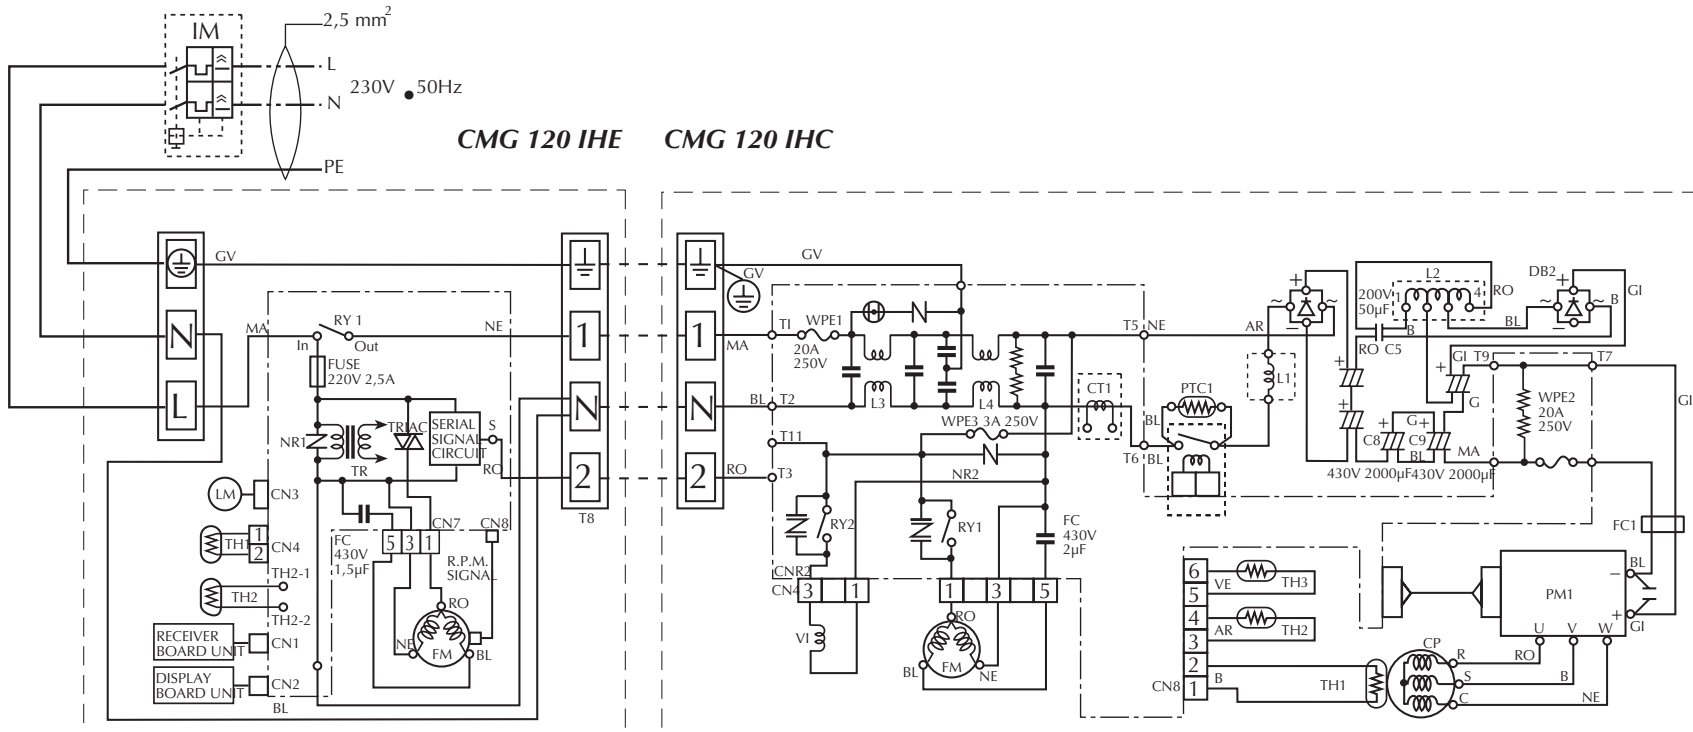 2,5 mm2
IM
L
230V • 50Hz
N
CMG 120 IHE CMG 120 IHC
PE
GV
N
L
MA
RY 1
NE
In
Out
FUSE
220V 2,5A
NR1
TR
TRIAC
SERIAL
SIGNAL
CIRCUIT
S
RO
1
N
2
T8
LM
CN3
TH1
1
2
CN4
TH2-1
TH2
TH2-2
RECEIVER
BOARD UNIT
CN1
DISPLAY
BOARD UNIT
CN2
BL
FC
430V
1,5µF
CN7
5 3 1
CN8
R.P.M.
SIGNAL
RO
NE
FM
BL
1
N
2
GV
GV
MA
BL
RO
T1
WPE1
20A
250V
T2
L3
L4
T11
T3
WPE3 3A 250V
NR2
RY2
RY1
FC
430V
2µF
CNR2
CN4
3 1
1 3 5
VI
RO
FM
BL
NE
CT1
T5 NE
T6
BL
BL
PTC1
AR
L1
+
~ ~
–
200V
50µF
L2
1 4
RO
B
BL
DB2
+
~ ~
–
B
GI
RO C5
+
+
GI T9
+
G
T7
+
G+
C8
C9
BL
MA
430V 2000µF
430V 2000µF
WPE2
20A
250V
GI
FC1
6
5
4
3
2
1
VE
TH3
AR
TH2
CN8
B
TH1
CP
R
S
C
PM1
–
BL
+
GI
U V W
RO
B
NE